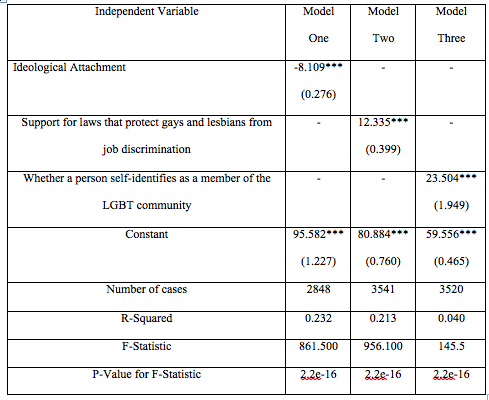 Independent Variable Model One Model Two Model Three
Ideological Attachment -8.109*** - -
(0.276)
Support for laws that protect gays and lesbians from - 12.335*** -
job discrimination (0.399)
Whether a person self-identifies as a member of the - - 23.504***
LGBT community (1.949)
Constant 95.582*** 80.884*** 59.556***
(1.227) (0.760) (0.465)
Number of cases 2848 3541 3520
R-Squared 0.232 0.213 0.040
F-Statistic 861.500 956.100 145.5
P-Value for F-Statistic 2.2e-16 2.2e-16 2.2e-16